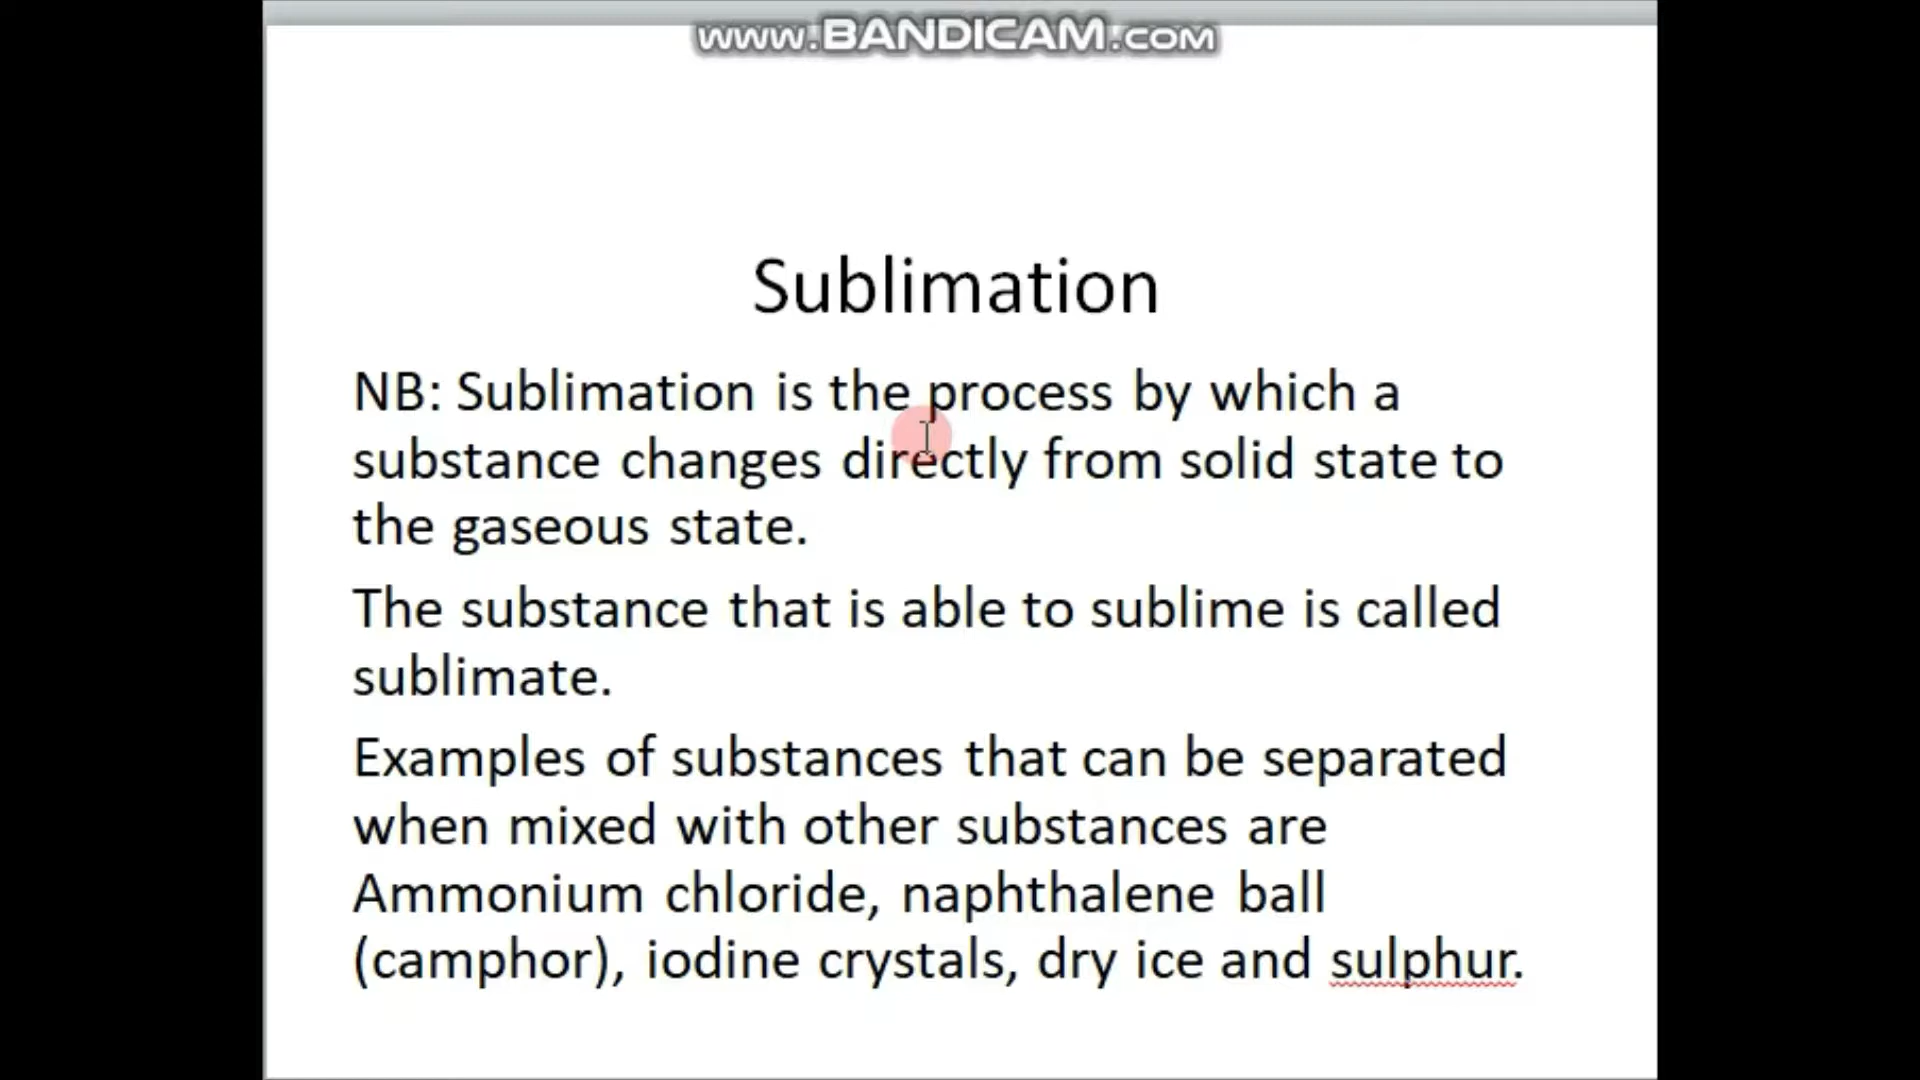 www.BANDICAM.com
Sublimation
NB: Sublimation is the process by which a
substance changes directly from solid state to
the gaseous state.
The substance that is able to sublime is called
sublimate.
Examples of substances that can be separated
when mixed with other substances are
Ammonium chloride, naphthalene ball
(camphor), iodine crystals, dry ice and sulphur.